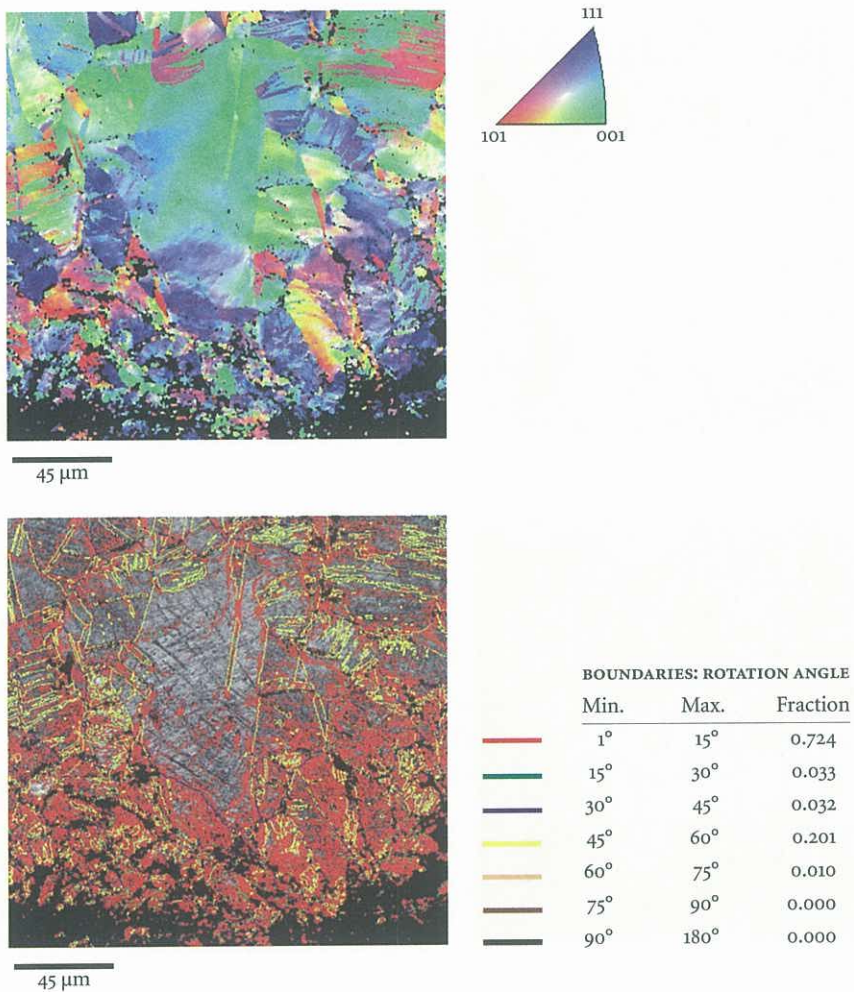 111
101 001
45 µm
BOUNDARIES: ROTATION ANGLE
Min. Max. Fraction
1° 15° 0.724
15° 30° 0.033
30° 45° 0.032
45° 60° 0.201
60° 75° 0.010
75° 90° 0.000
90° 180° 0.000
45 µm